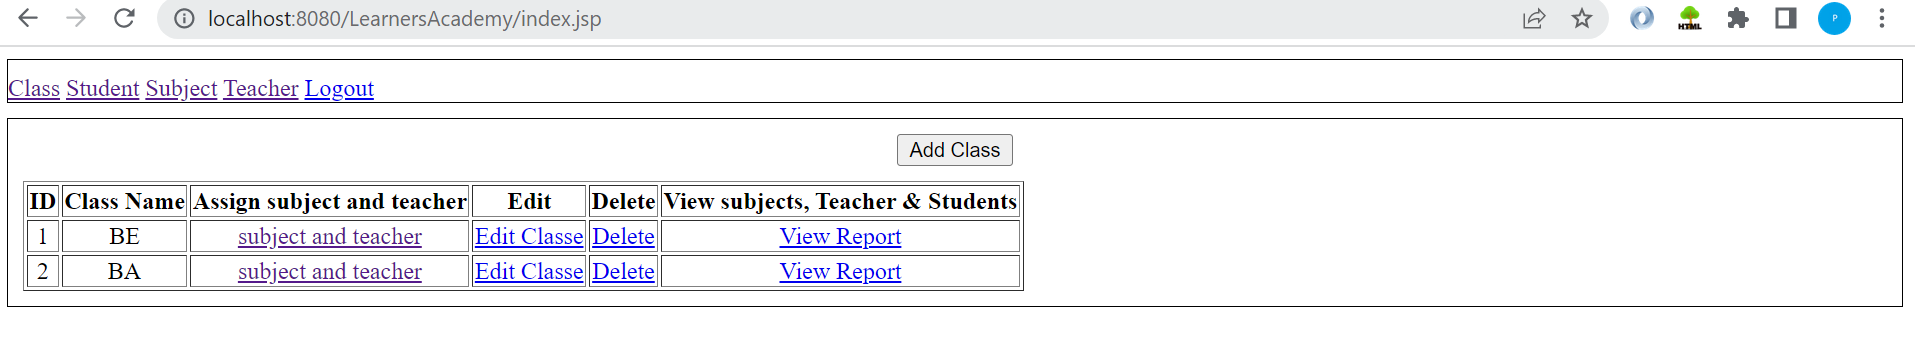 localhost:8080/LearnersAcademy/index.jsp
HTML
P
Class Student Subject Teacher Logout
Add Class
ID Class Name Assign subject and teacher Edit Delete View subjects, Teacher & Students
1 BE subject and teacher Edit Classe Delete View Report
2 BA subject and teacher Edit Classe Delete View Report